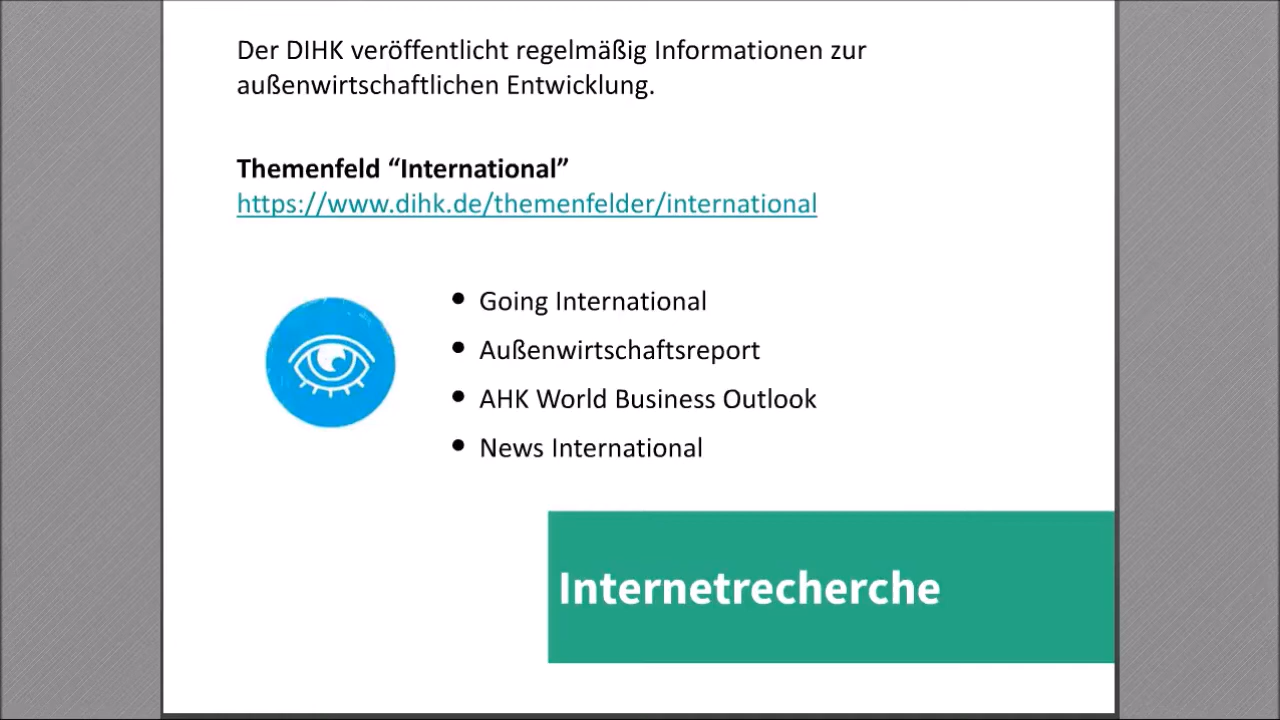 Der DIHK veröffentlicht regelmäßig Informationen zur
außenwirtschaftlichen Entwicklung.
Themenfeld “International”
https://www.dihk.de/themenfelder/international
• Going International
• Außenwirtschaftsreport
• AHK World Business Outlook
• News International
Internetrecherche